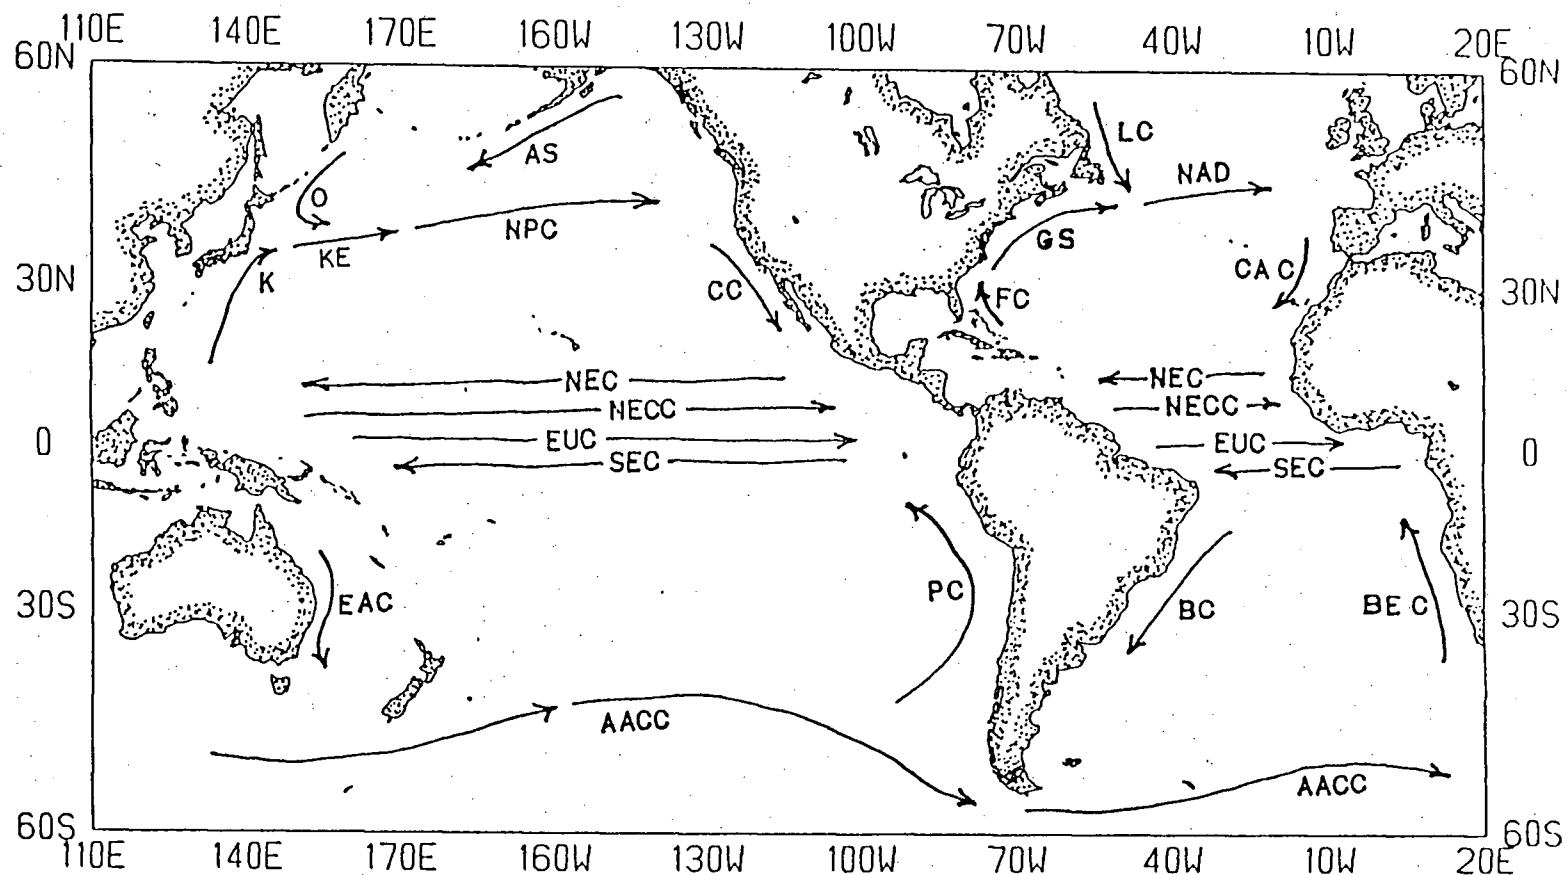 110E 140E 170E 160W 130W 100W 70W 40W 10W 20E
60N 60N
LC
AS
NAD
O
NPC
GS
KE
CAC
K
30N 30N
CC
FC
NEC NEC
NECC NECC
EUC EUC
0 0
SEC SEC
PC
EAC BC BEC
30S 30S
AACC
AACC
60S 60S
110E 140E 170E 160W 130W 100W 70W 40W 10W 20E